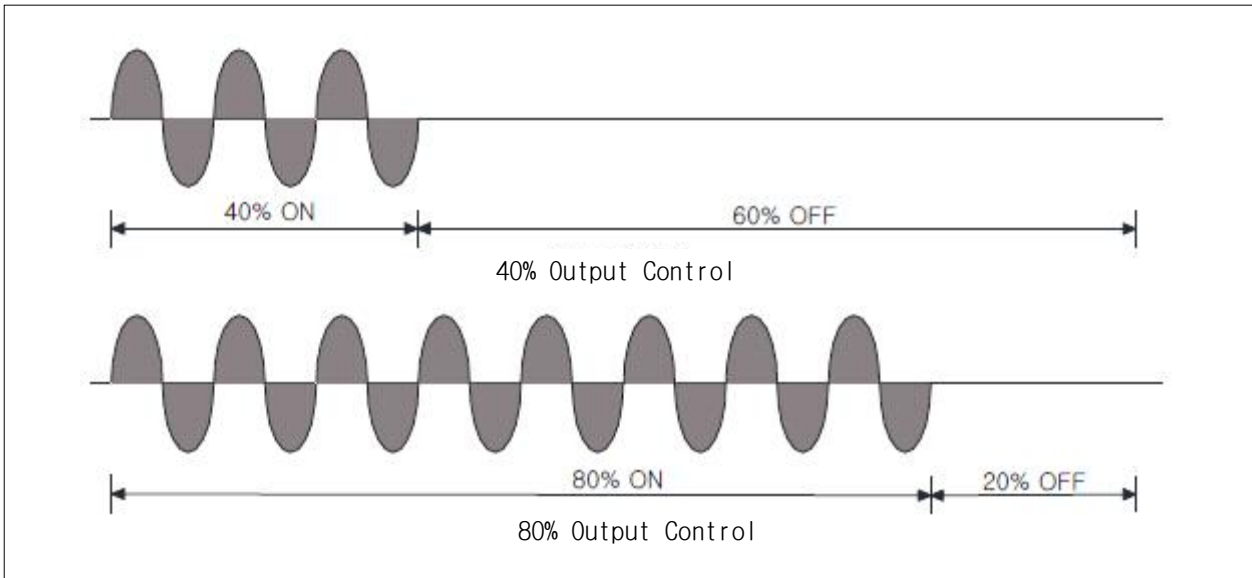 40% ON
60% OFF
40% Output Control
80% ON
20% OFF
80% Output Control